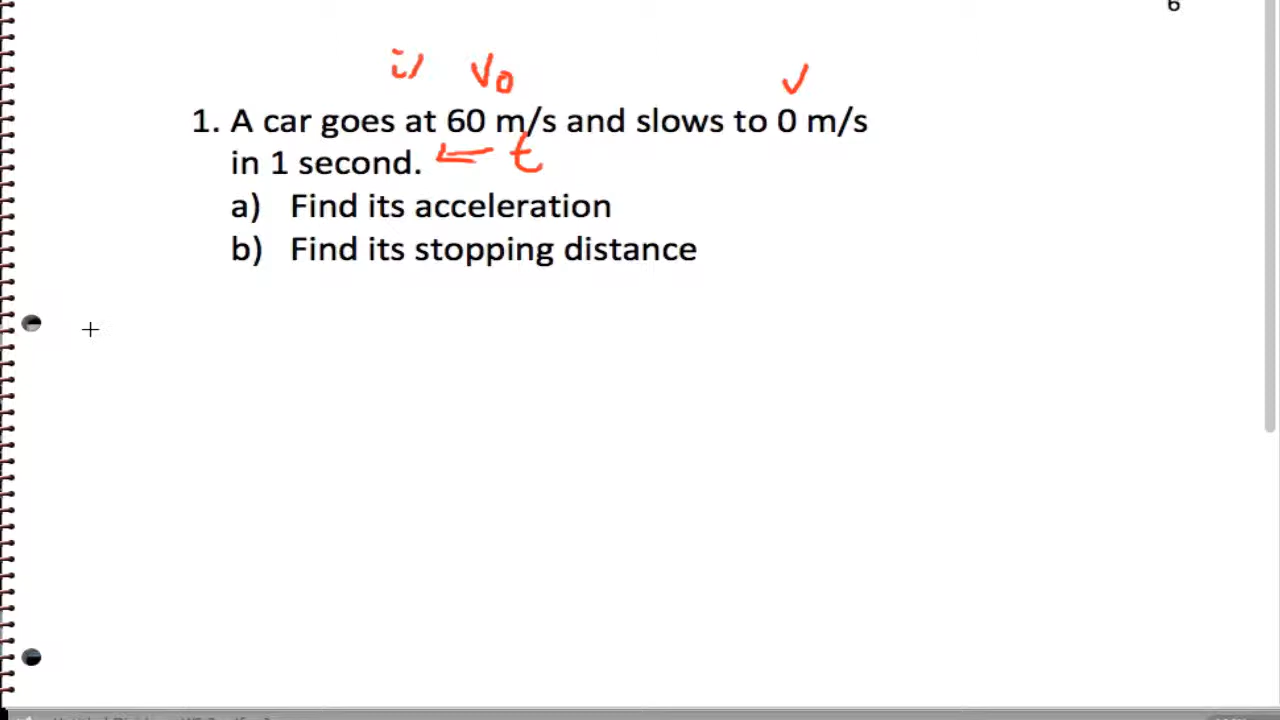 6
v₀ v
1. A car goes at 60 m/s and slows to 0 m/s
in 1 second. ← t
a) Find its acceleration
b) Find its stopping distance